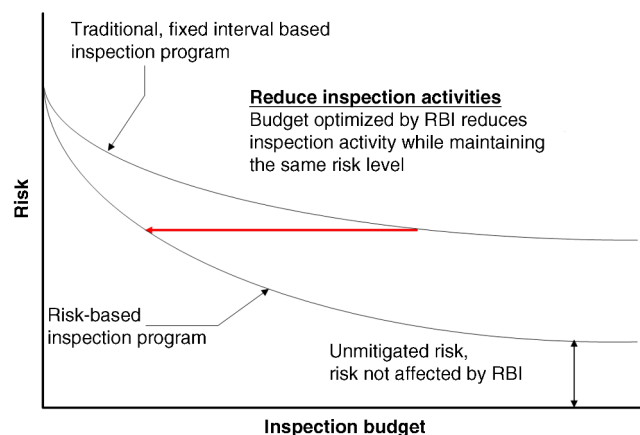 Traditional, fixed interval based
inspection program
Reduce inspection activities
Budget optimized by RBI reduces
inspection activity while maintaining
the same risk level
Risk
Risk-based
inspection program
Unmitigated risk,
risk not affected by RBI
Inspection budget